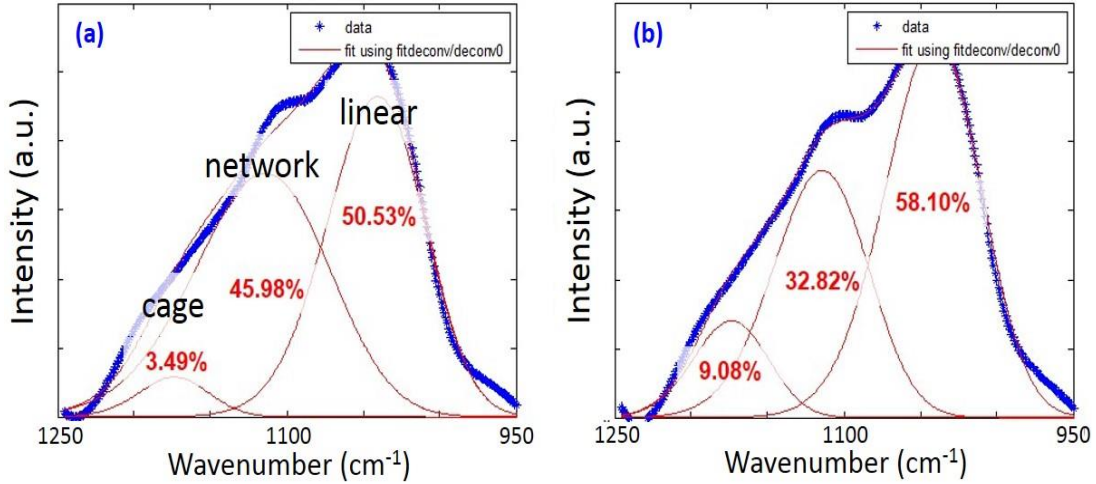 (a)
data
fit using fitdeconv/deconv0
linear
network
50.53%
45.98%
cage
3.49%
Intensity (a.u.)
1250
1100
950
Wavenumber (cm-1)
(b)
data
fit using fitdeconv/deconv0
58.10%
32.82%
9.08%
Intensity (a.u.)
1250
1100
950
Wavenumber (cm-1)